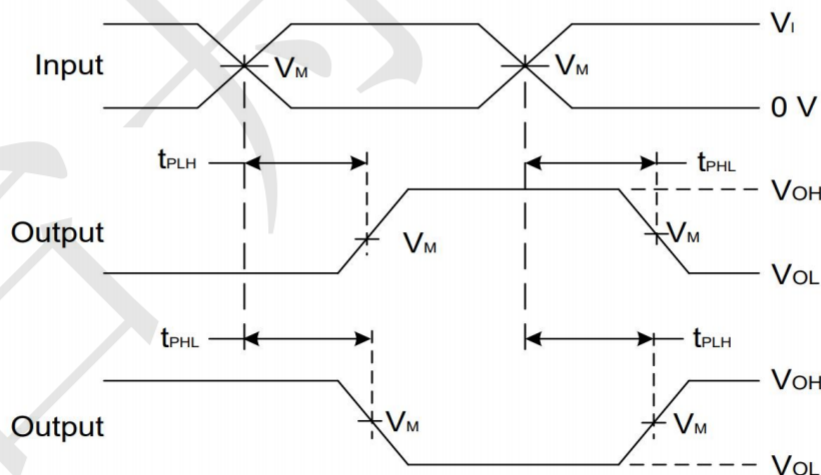 VI
Input VM VM
0 V
tPLH tPHL
VOH
Output VM VM
VOL
tPHL tPLH
VOH
Output VM VM
VOL